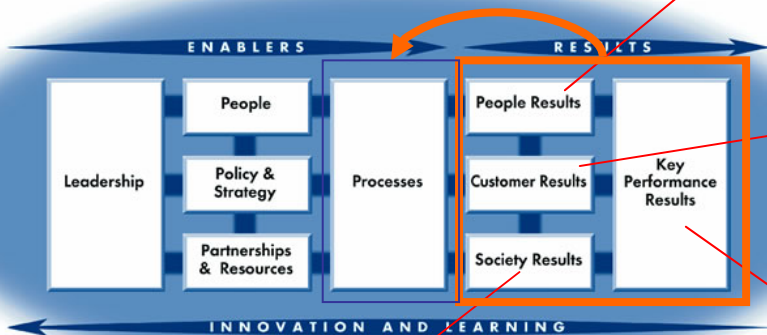 ENABLERS
RESULTS
Leadership
People
Policy &
Strategy
Partnerships
& Resources
Processes
People Results
Customer Results
Society Results
Key
Performance
Results
INNOVATION AND LEARNING